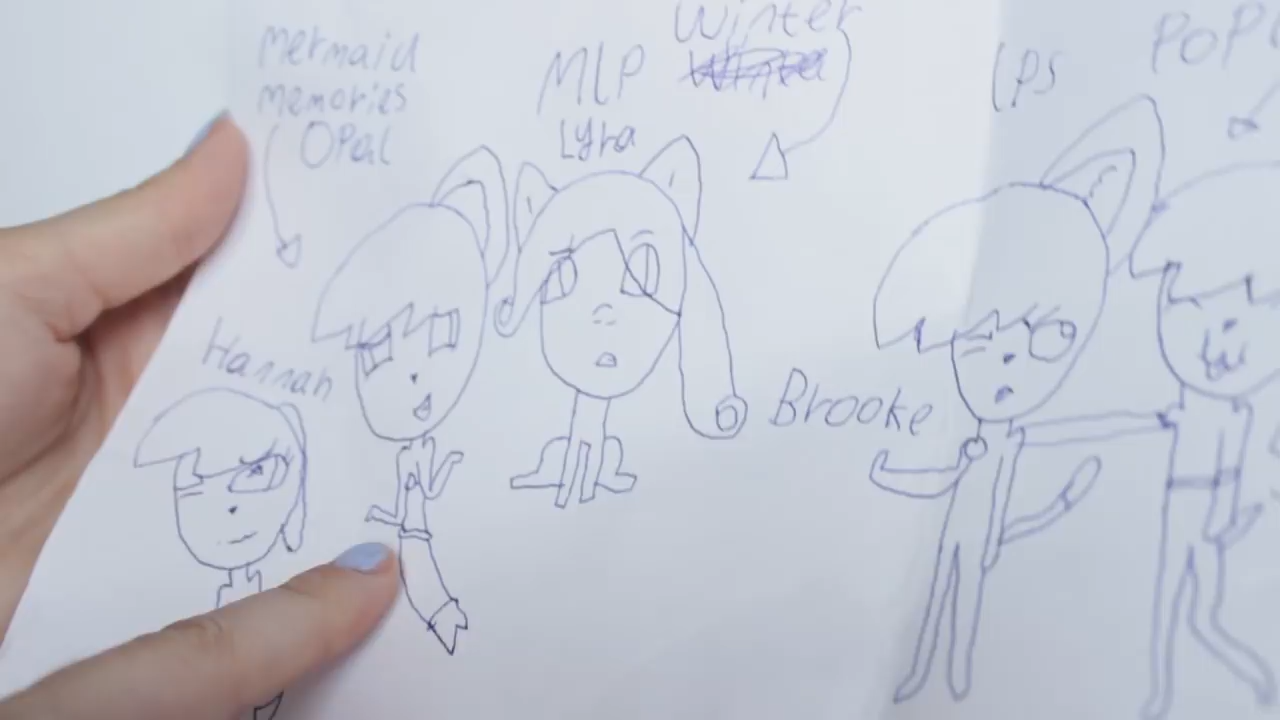 Mermaid
Memories
Opal
MLP
Lyra
Winter
LPS
Hannah
Brooke